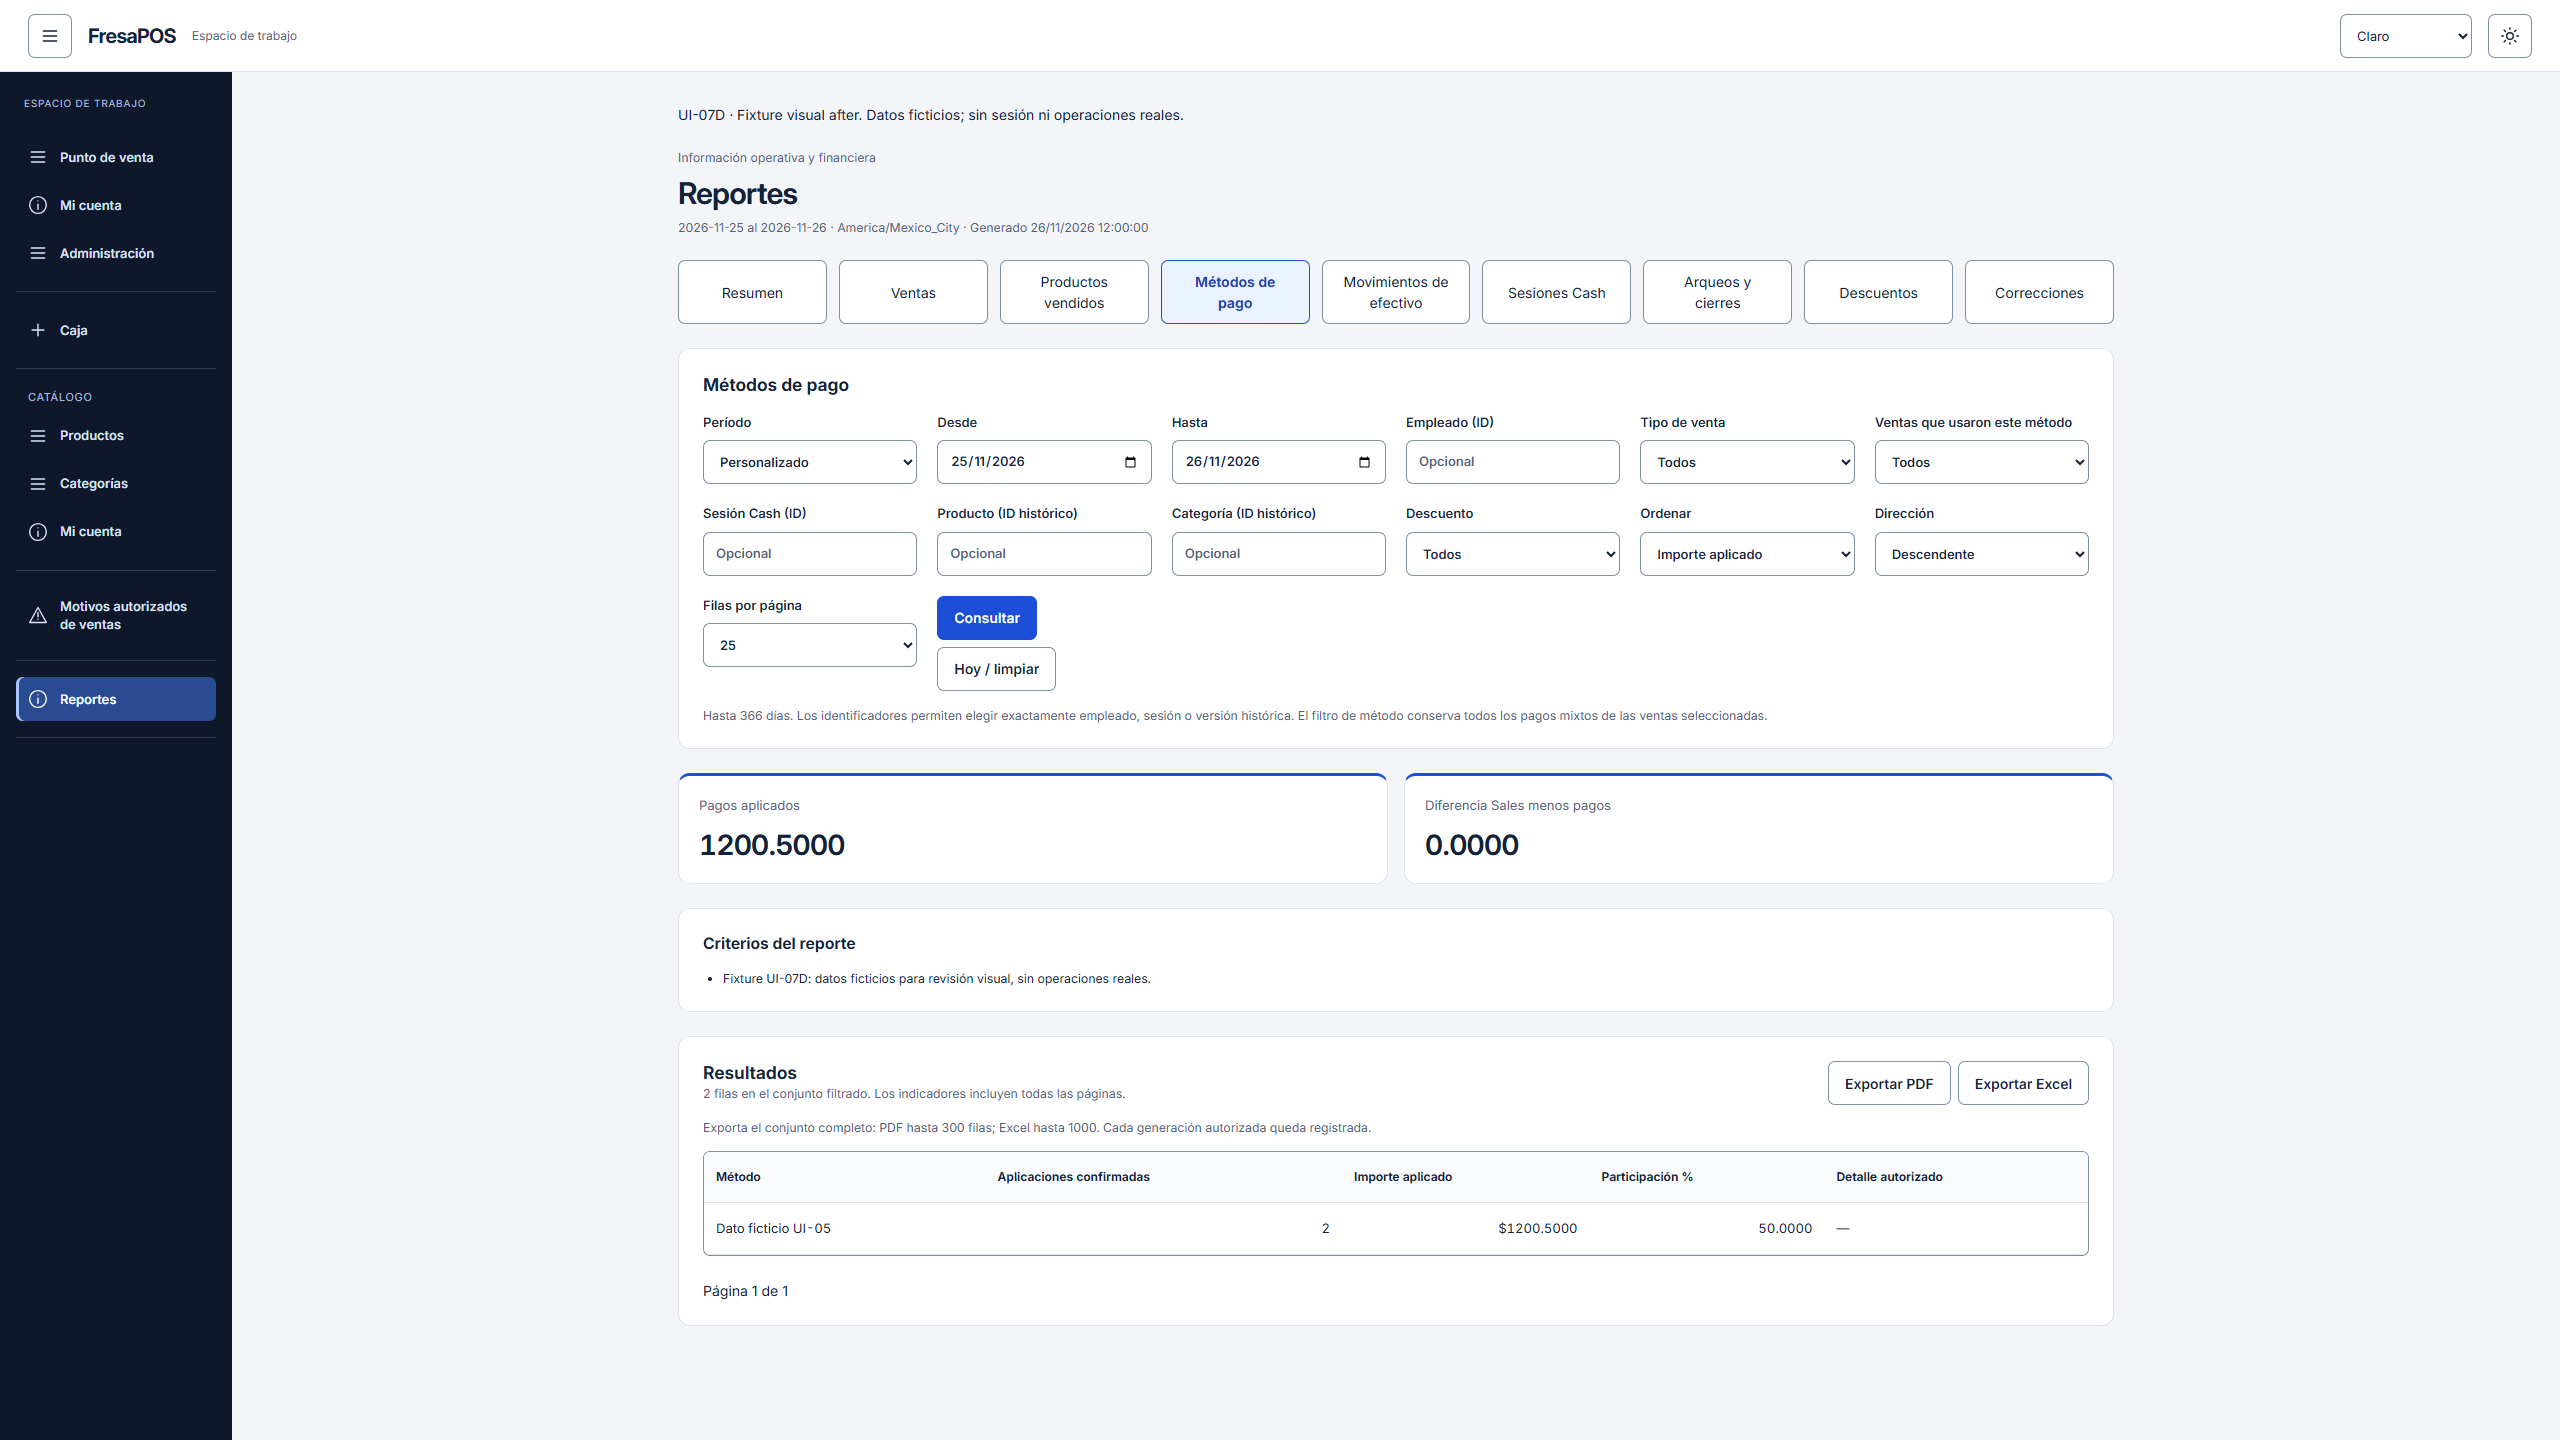 FresaPOS Espacio de trabajo
Claro
ESPACIO DE TRABAJO
Punto de venta
Mi cuenta
Administración
Caja
CATÁLOGO
Productos
Categorías
Mi cuenta
Motivos autorizados
de ventas
Reportes
UI-07D · Fixture visual after. Datos ficticios; sin sesión ni operaciones reales.
Información operativa y financiera
Reportes
2026-11-25 al 2026-11-26 · America/Mexico_City · Generado 26/11/2026 12:00:00
Resumen
Ventas
Productos
vendidos
Métodos de
pago
Movimientos de
efectivo
Sesiones Cash
Arqueos y
cierres
Descuentos
Correcciones
Métodos de pago
Período Desde Hasta Empleado (ID) Tipo de venta Ventas que usaron este método
Personalizado 25/11/2026 26/11/2026 Opcional Todos Todos
Sesión Cash (ID) Producto (ID histórico) Categoría (ID histórico) Descuento Ordenar Dirección
Opcional Opcional Opcional Todos Importe aplicado Descendente
Filas por página
25
Consultar
Hoy / limpiar
Hasta 366 días. Los identificadores permiten elegir exactamente empleado, sesión o versión histórica. El filtro de método conserva todos los pagos mixtos de las ventas seleccionadas.
Pagos aplicados
1200.5000
Diferencia Sales menos pagos
0.0000
Criterios del reporte
• Fixture UI-07D: datos ficticios para revisión visual, sin operaciones reales.
Resultados
2 filas en el conjunto filtrado. Los indicadores incluyen todas las páginas.
Exportar PDF Exportar Excel
Exporta el conjunto completo: PDF hasta 300 filas; Excel hasta 1000. Cada generación autorizada queda registrada.
Método Aplicaciones confirmadas Importe aplicado Participación % Detalle autorizado
Dato ficticio UI-05 2 $1200.5000 50.0000 —
Página 1 de 1